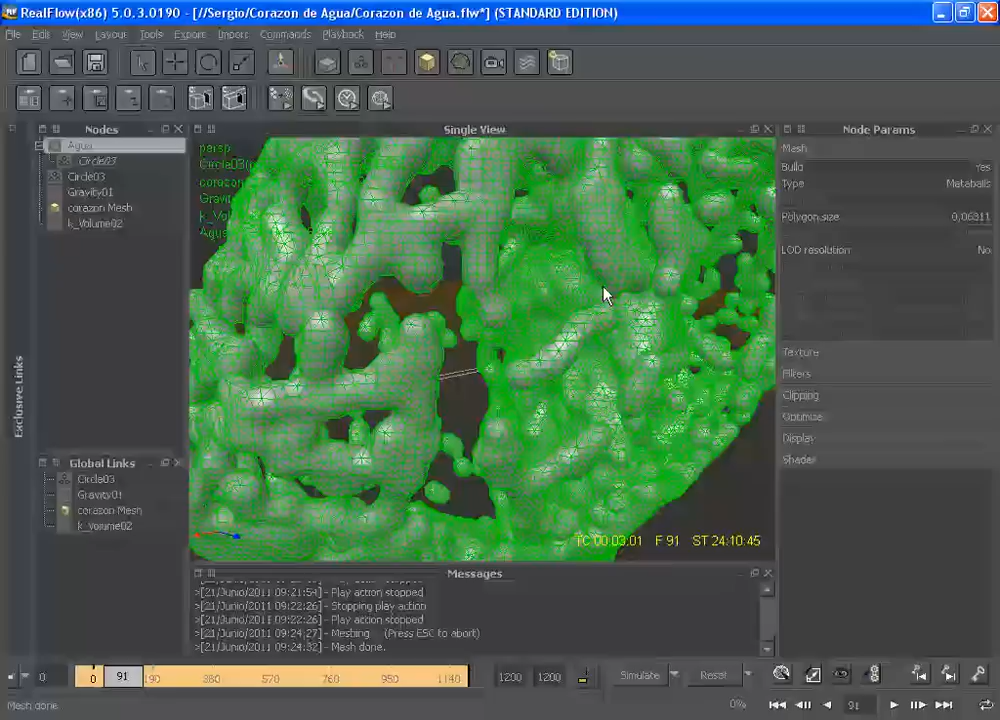 RealFlow(x86) 5.0.3.0190 - [//Sergio/Corazon de Agua/Corazon de Agua.flw*] (STANDARD EDITION)
File Edit View Layout Tools Export Import Commands Playback Help
Nodes
Agua
Circle03
Circle03
Gravity01
corazon Mesh
k_Volume02
Exclusive Links
Global Links
Circle03
Gravity01
corazon Mesh
k_Volume02
Single View
persp
Circle03
corazon
Gravi
k_Vo
Agua
TC 00:03:01 F 91 ST 24:10:45
Node Params
Mesh
Build Yes
Type Metaballs
Polygon size 0,06311
LOD resolution No
Texture
Filters
Clipping
Optimize
Display
Shader
Messages
>[21/Junio/2011 09:21:54] - Play action stopped
>[21/Junio/2011 09:22:26] - Stopping play action
>[21/Junio/2011 09:22:26] - Play action stopped
>[21/Junio/2011 09:24:27] - Meshing (Press ESC to abort)
>[21/Junio/2011 09:24:32] - Mesh done.
0 0 91 190 380 570 760 950 1140 1200 1200 Simulate Reset
Mesh done. 0% 91